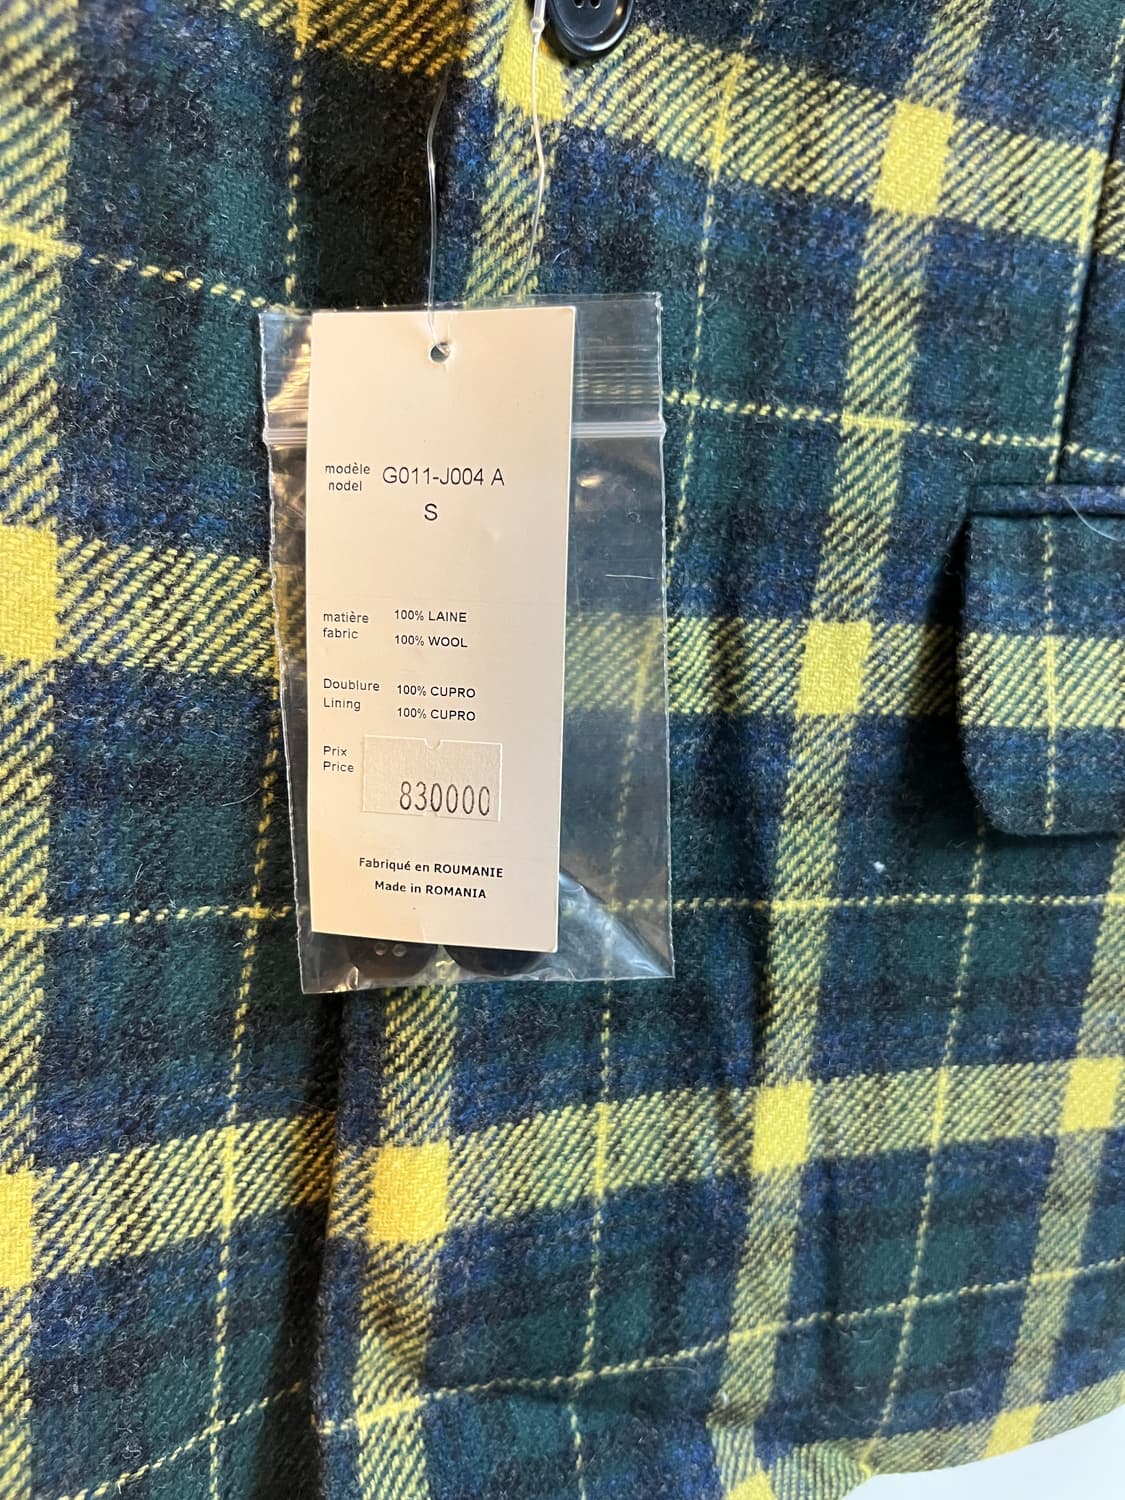 modèle G011-J004 A
nodel
S
matière 100% LAINE
fabric 100% WOOL
Doublure 100% CUPRO
Lining 100% CUPRO
Prix
Price 830000
Fabriqué en ROUMANIE
Made in ROMANIA